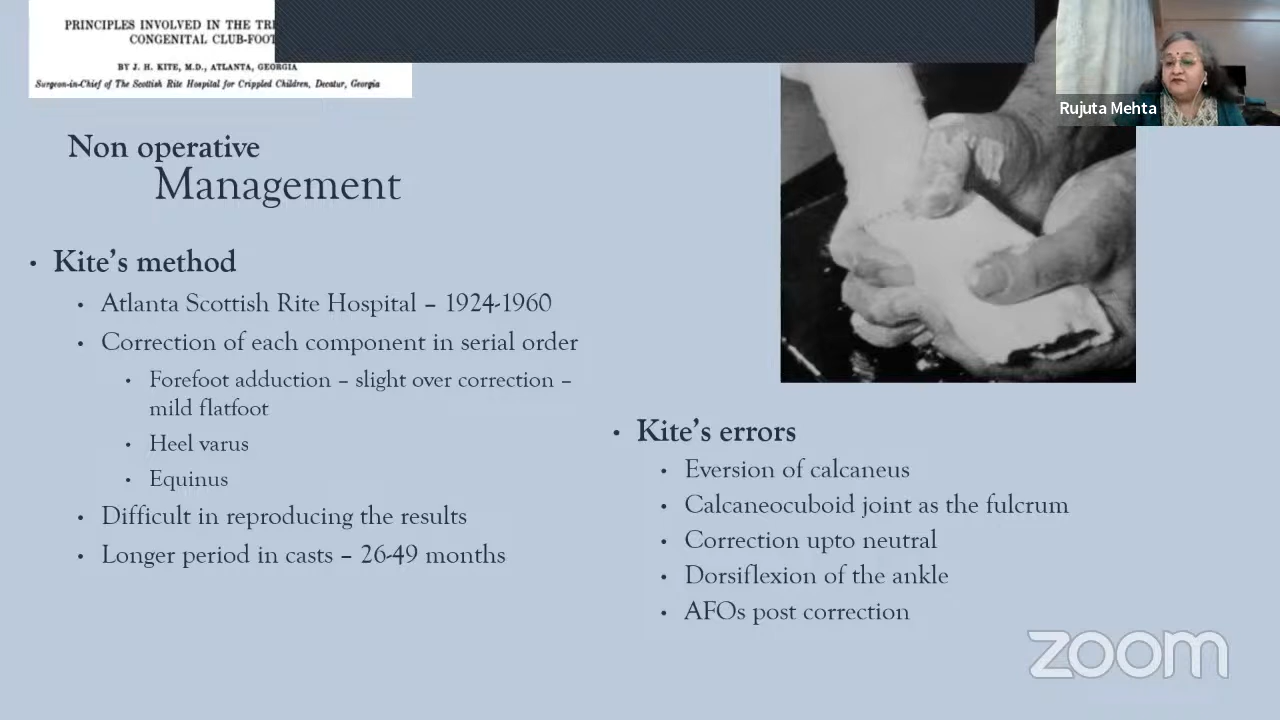 PRINCIPLES INVOLVED IN THE
CONGENITAL CLUB-FOOT
BY J. H. KITE, M.D., ATLANTA, GEORGIA
Surgeon-in-Chief of The Scottish Rite Hospital for Crippled Children, Decatur, Georgia
Rujuta Mehta
Non operative
Management
• Kite's method
• Atlanta Scottish Rite Hospital – 1924-1960
• Correction of each component in serial order
• Forefoot adduction – slight over correction –
mild flatfoot
• Heel varus
• Equinus
• Difficult in reproducing the results
• Longer period in casts – 26-49 months
• Kite's errors
• Eversion of calcaneus
• Calcaneocuboid joint as the fulcrum
• Correction upto neutral
• Dorsiflexion of the ankle
• AFOs post correction
zoom